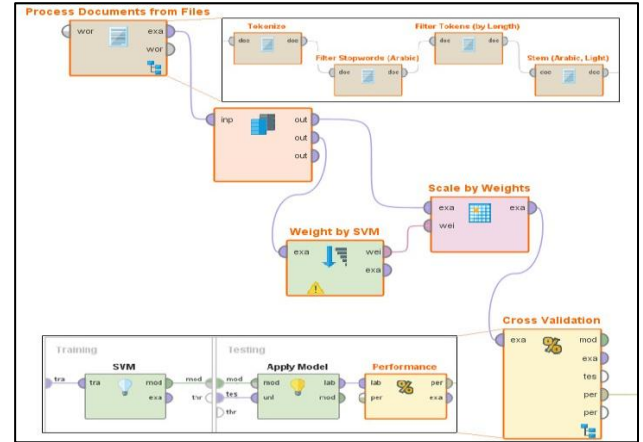 Process Documents from Files
wor exa
wor
Tokenize
doc doc
Filter Stopwords (Arabic)
doc doc
Filter Tokens (by Length)
doc doc
Stem (Arabic, Light)
doc doc
inp out
out
out
Weight by SVM
exa wei
exa
Scale by Weights
exa exa
wei
Cross Validation
exa mod
exa
tes
per
per
Training
tra
SVM
tra mod
exa
mod
thr
Testing
mod
tes
thr
Apply Model
mod lab
unl mod
Performance
lab per
per exa